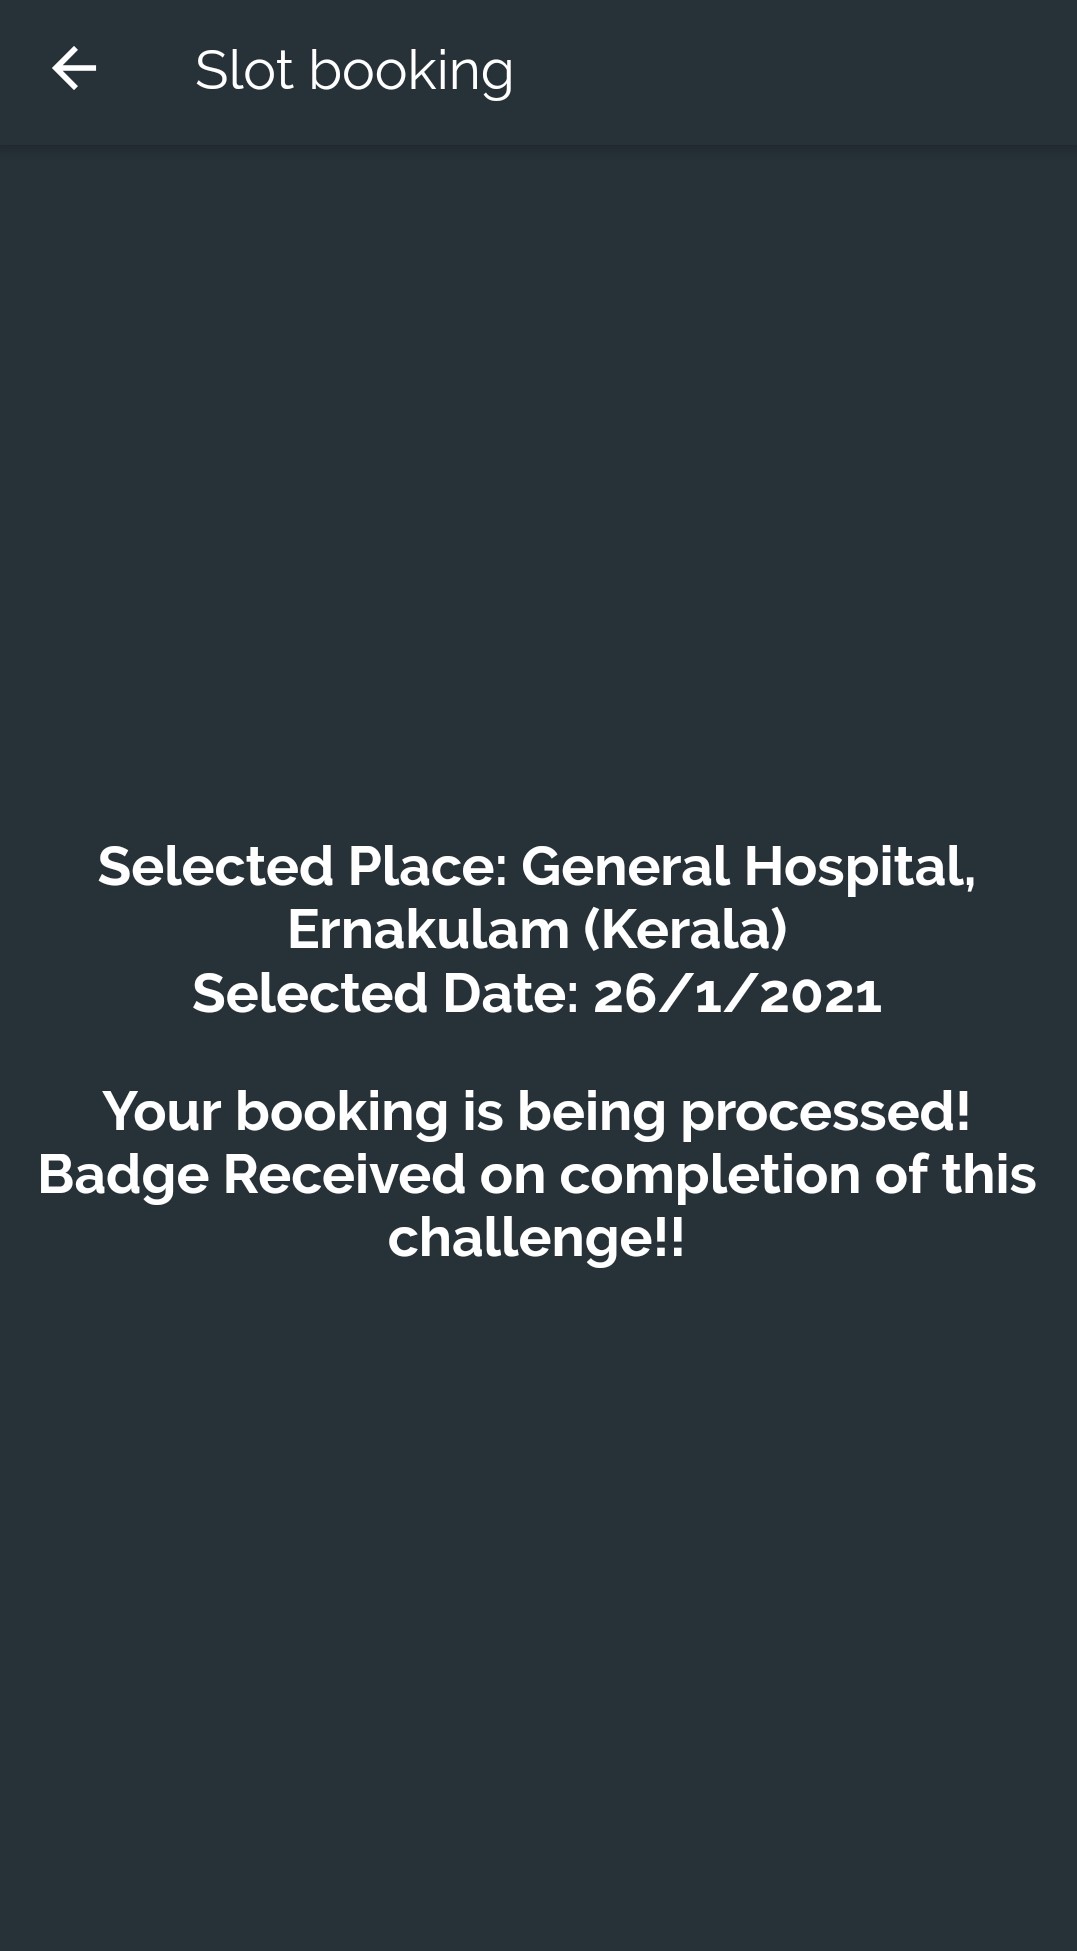 Slot booking
Selected Place: General Hospital,
Ernakulam (Kerala)
Selected Date: 26/1/2021
Your booking is being processed!
Badge Received on completion of this
challenge!!